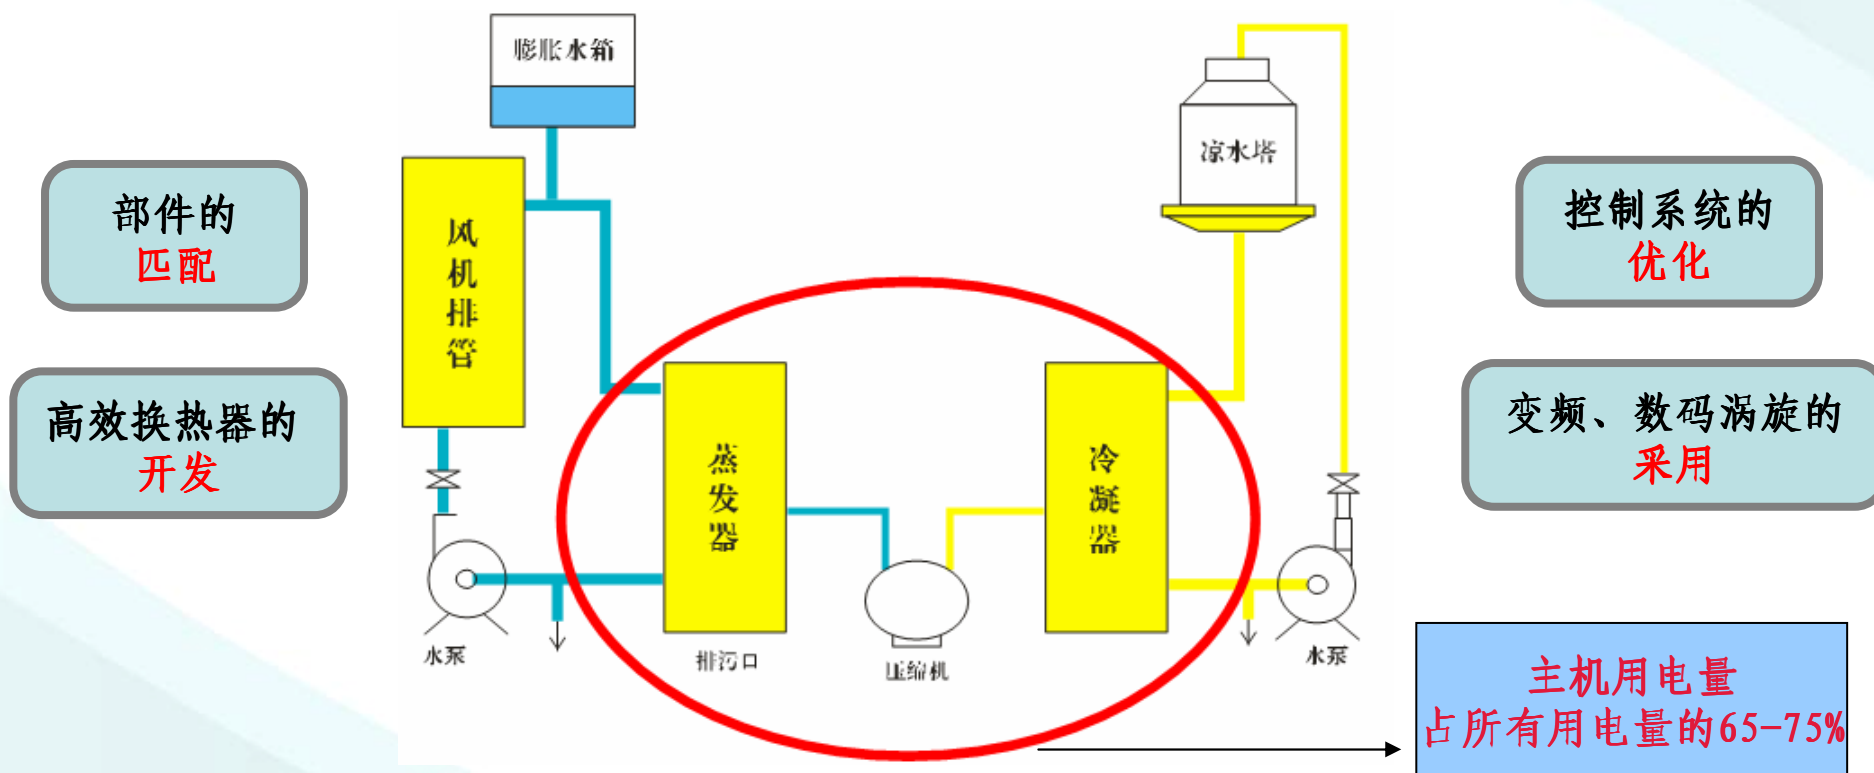 膨胀水箱
凉水塔
部件的
匹配
控制系统的
优化
风机排管
高效换热器的
开发
变频、数码涡旋的
采用
蒸发器
冷凝器
水泵
排污口
压缩机
水泵
主机用电量
占所有用电量的65-75%